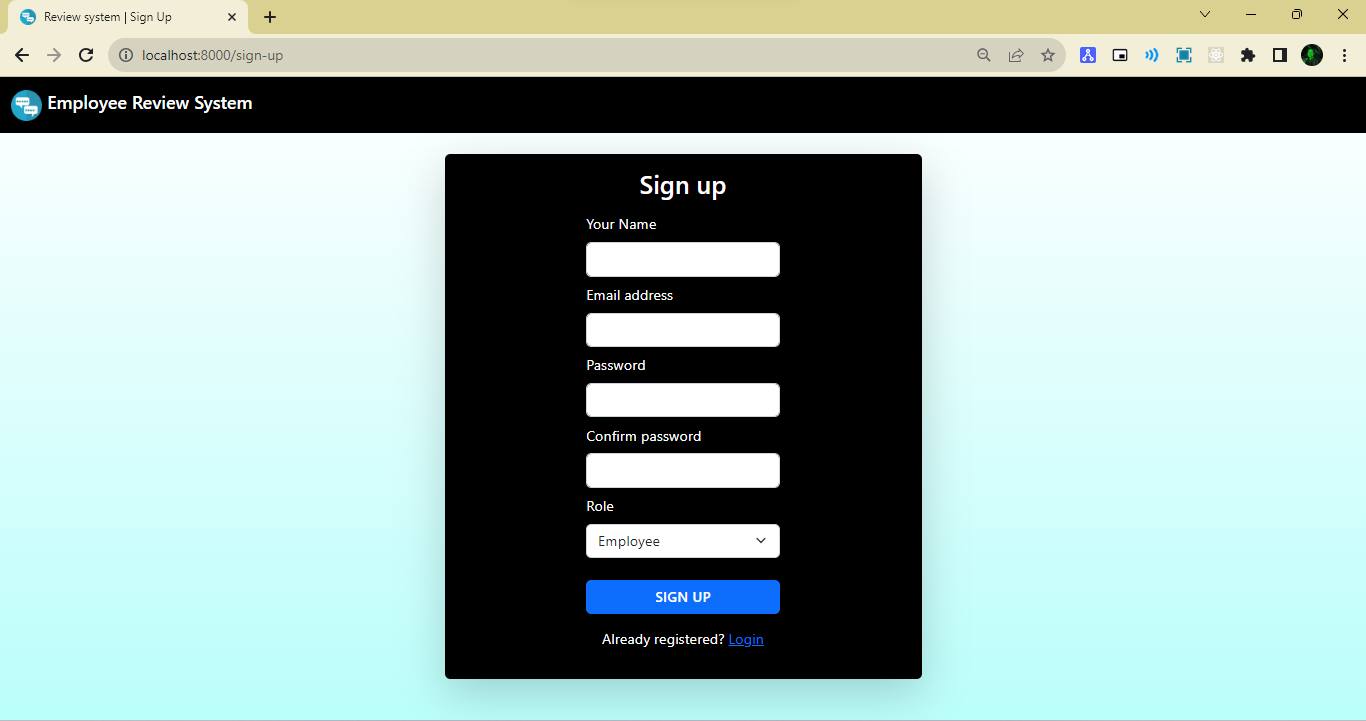 Review system | Sign Up
localhost:8000/sign-up
Employee Review System
Sign up
Your Name
Email address
Password
Confirm password
Role
Employee
SIGN UP
Already registered? Login